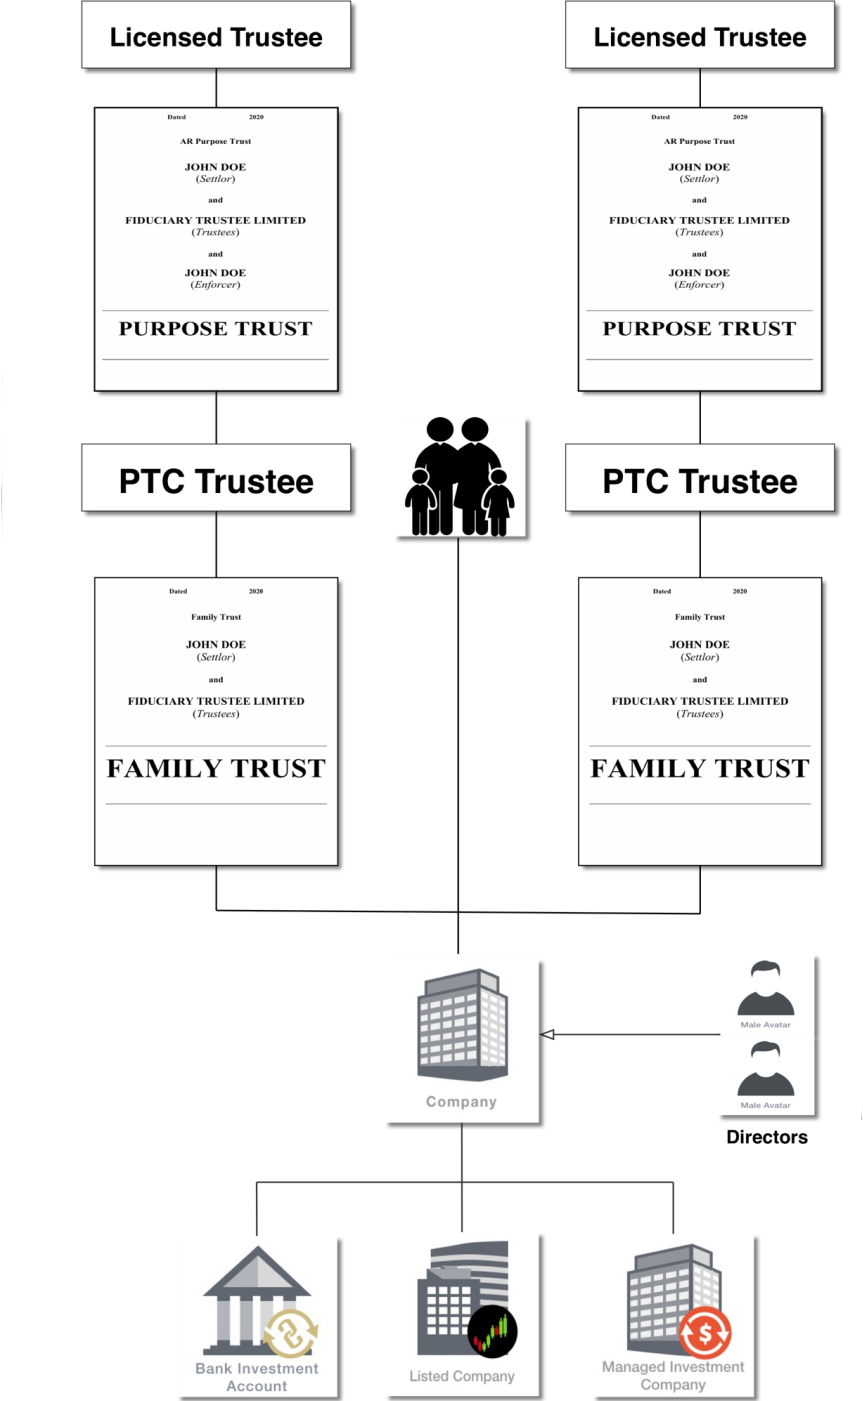 Licensed Trustee
Dated 2020
AR Purpose Trust
JOHN DOE
(Settlor)
and
FIDUCIARY TRUSTEE LIMITED
(Trustees)
and
JOHN DOE
(Enforcer)
PURPOSE TRUST
PTC Trustee
Dated 2020
Family Trust
JOHN DOE
(Settlor)
and
FIDUCIARY TRUSTEE LIMITED
(Trustees)
FAMILY TRUST
Licensed Trustee
Dated 2020
AR Purpose Trust
JOHN DOE
(Settlor)
and
FIDUCIARY TRUSTEE LIMITED
(Trustees)
and
JOHN DOE
(Enforcer)
PURPOSE TRUST
PTC Trustee
Dated 2020
Family Trust
JOHN DOE
(Settlor)
and
FIDUCIARY TRUSTEE LIMITED
(Trustees)
FAMILY TRUST
Company
Male Avatar
Male Avatar
Directors
Bank Investment
Account
Listed Company
Managed Investment
Company